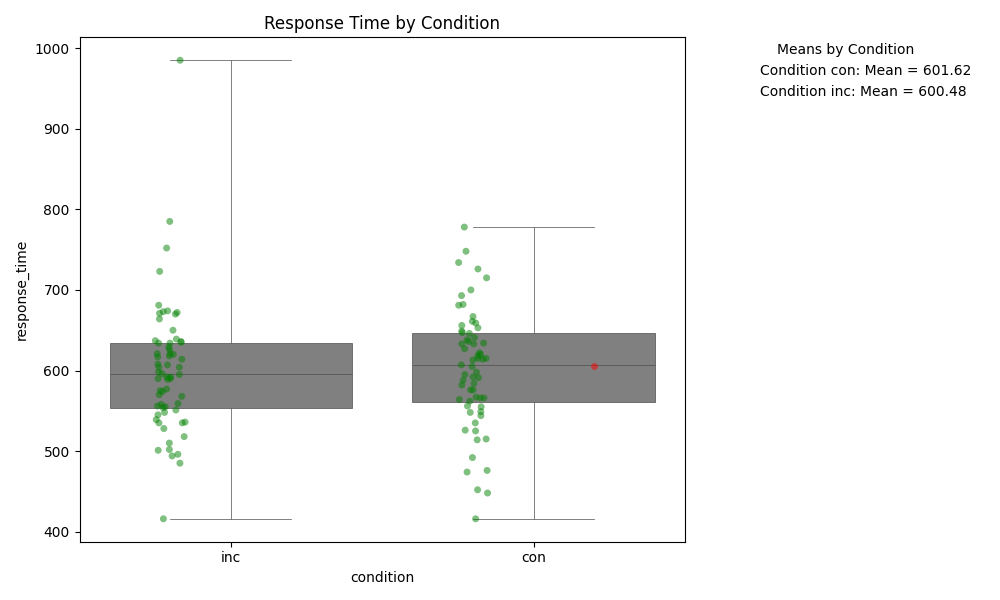 Response Time by Condition
Means by Condition
Condition con: Mean = 601.62
Condition inc: Mean = 600.48
1000
900
800
700
600
500
400
response_time
inc
con
condition